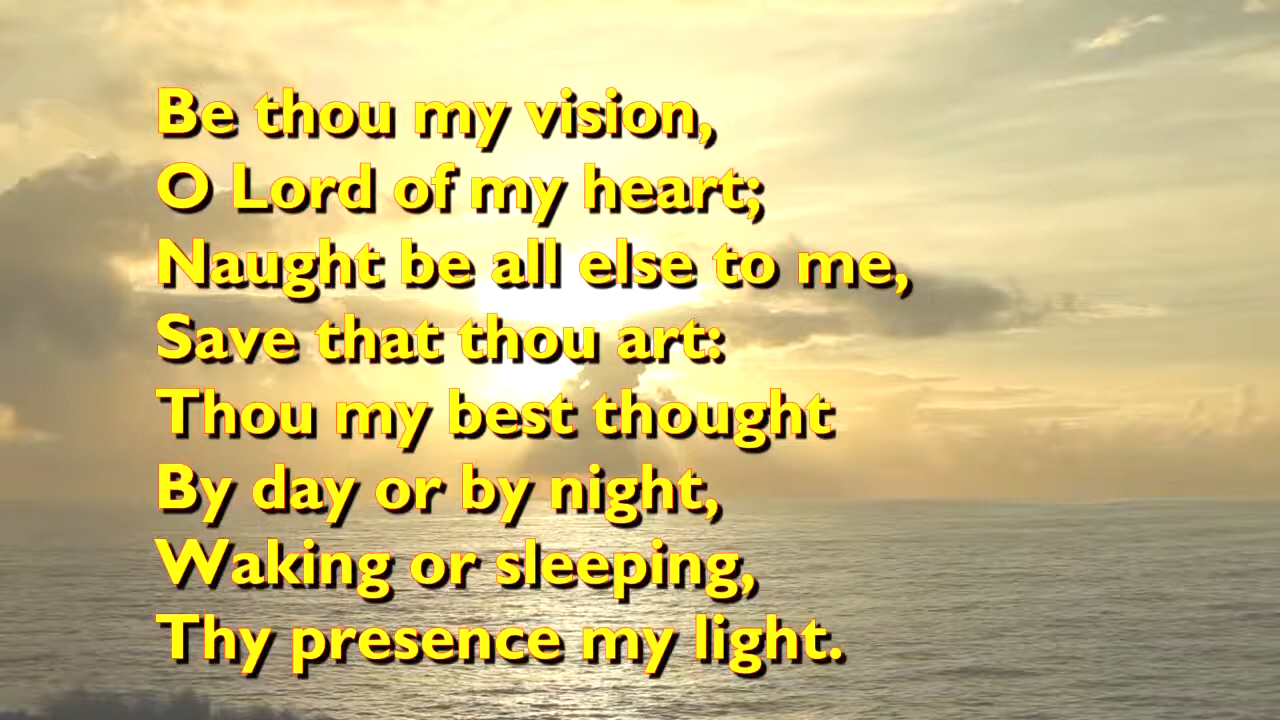 Be thou my vision,
O Lord of my heart;
Naught be all else to me,
Save that thou art:
Thou my best thought
By day or by night,
Waking or sleeping,
Thy presence my light.